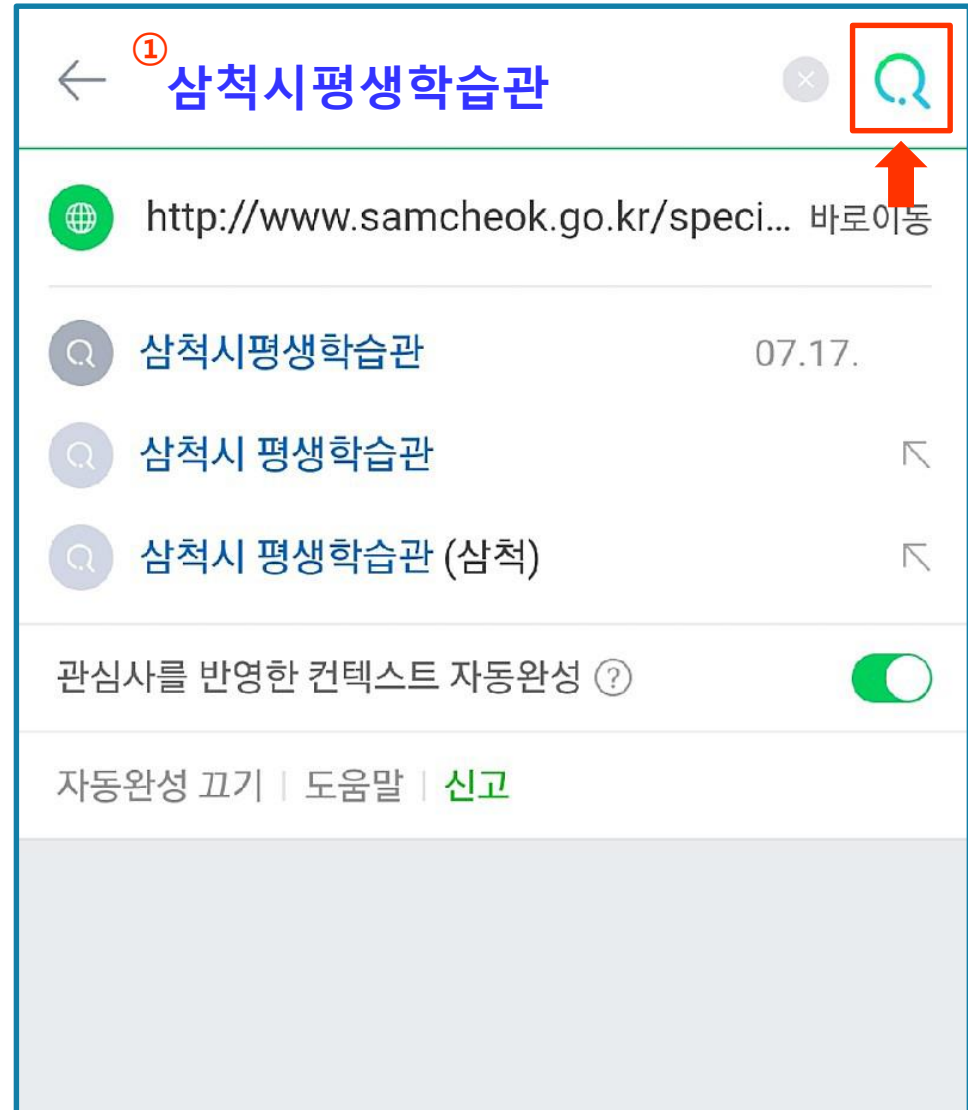 ①
삼척시평생학습관
http://www.samcheok.go.kr/speci... 바로이동
삼척시평생학습관 07.17.
삼척시 평생학습관
삼척시 평생학습관 (삼척)
관심사를 반영한 컨텍스트 자동완성 ?
자동완성 끄기 | 도움말 | 신고